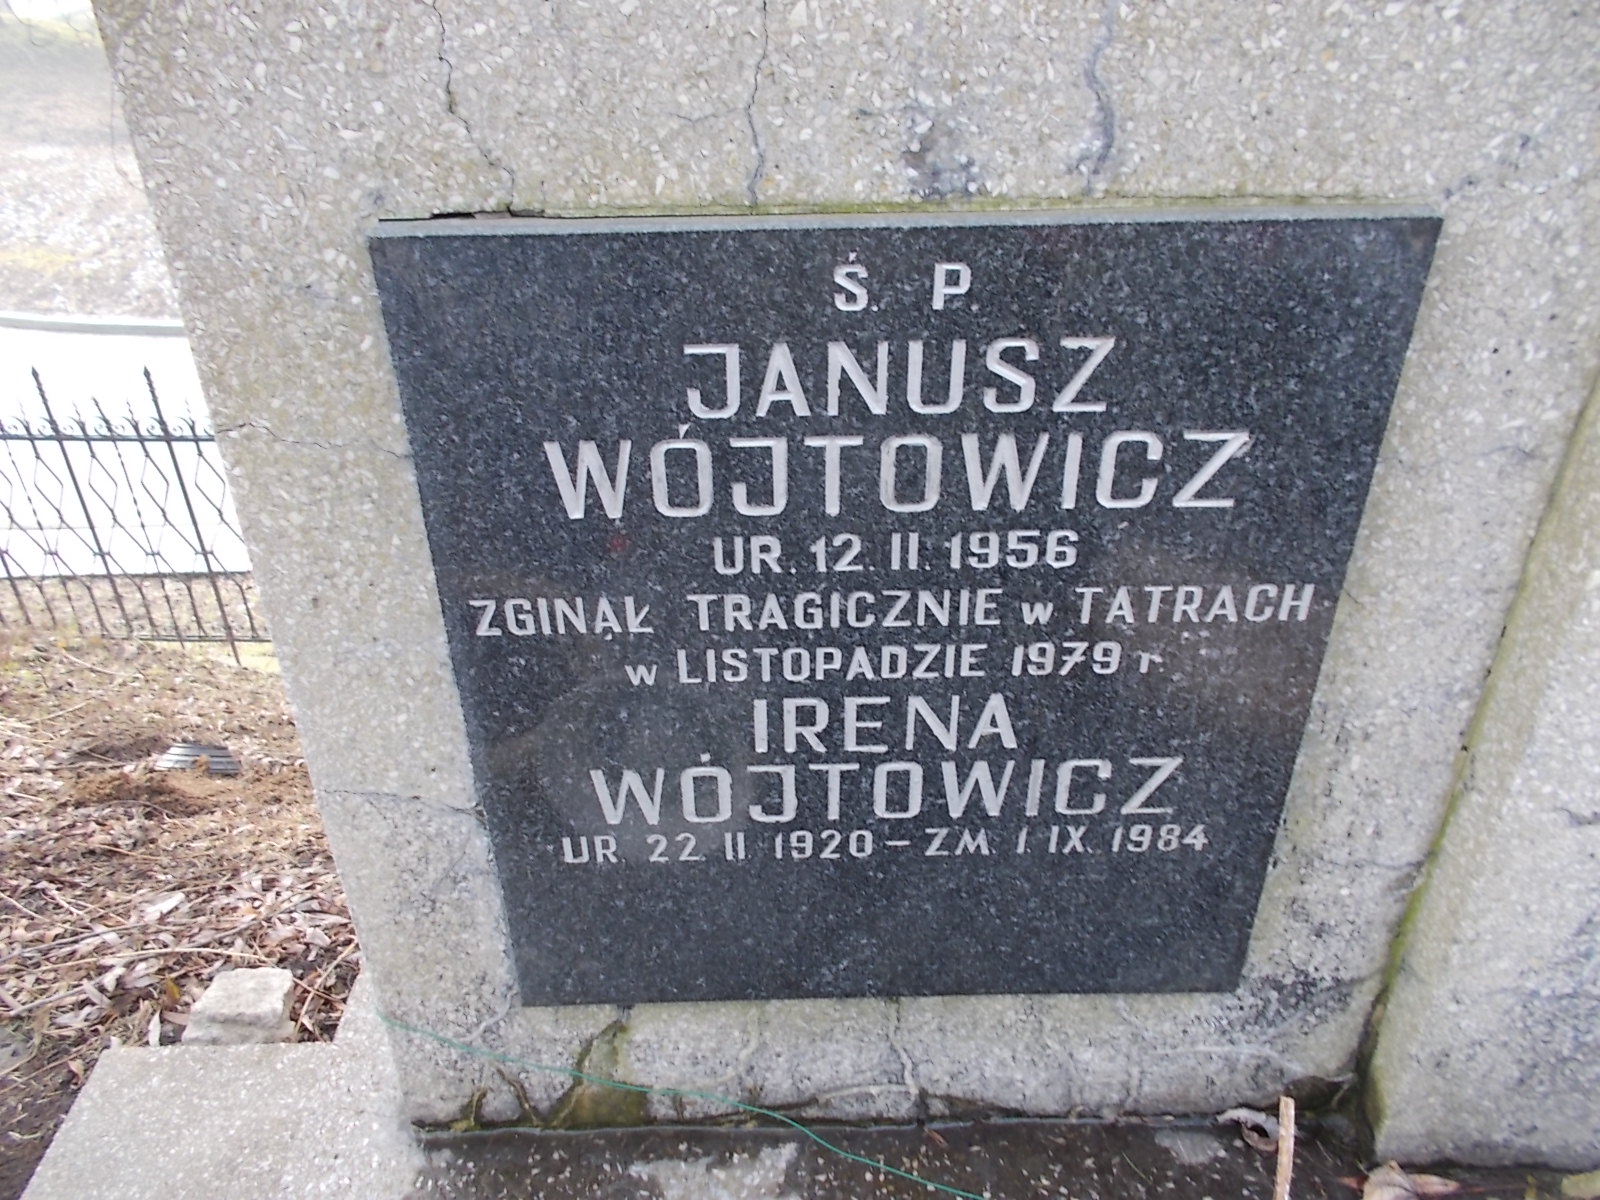 Ś. P.
JANUSZ
WÓJTOWICZ
UR. 12. II. 1956
ZGINĄŁ TRAGICZNIE w TATRACH
w LISTOPADZIE 1979 r.
IRENA
WÓJTOWICZ
UR. 22. II. 1920 – ZM. 1. IX. 1984